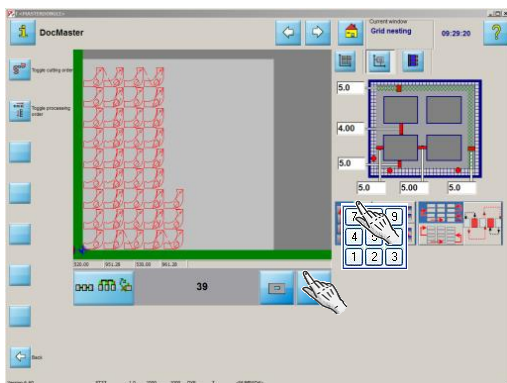 DocMaster
Current window
Grid nesting
09:29:20
?
Toggle cutting order
Toggle processing
order
5.0
4.00
5.0
5.0 5.00 5.0
7 9
4 5
1 2 3
39
Back